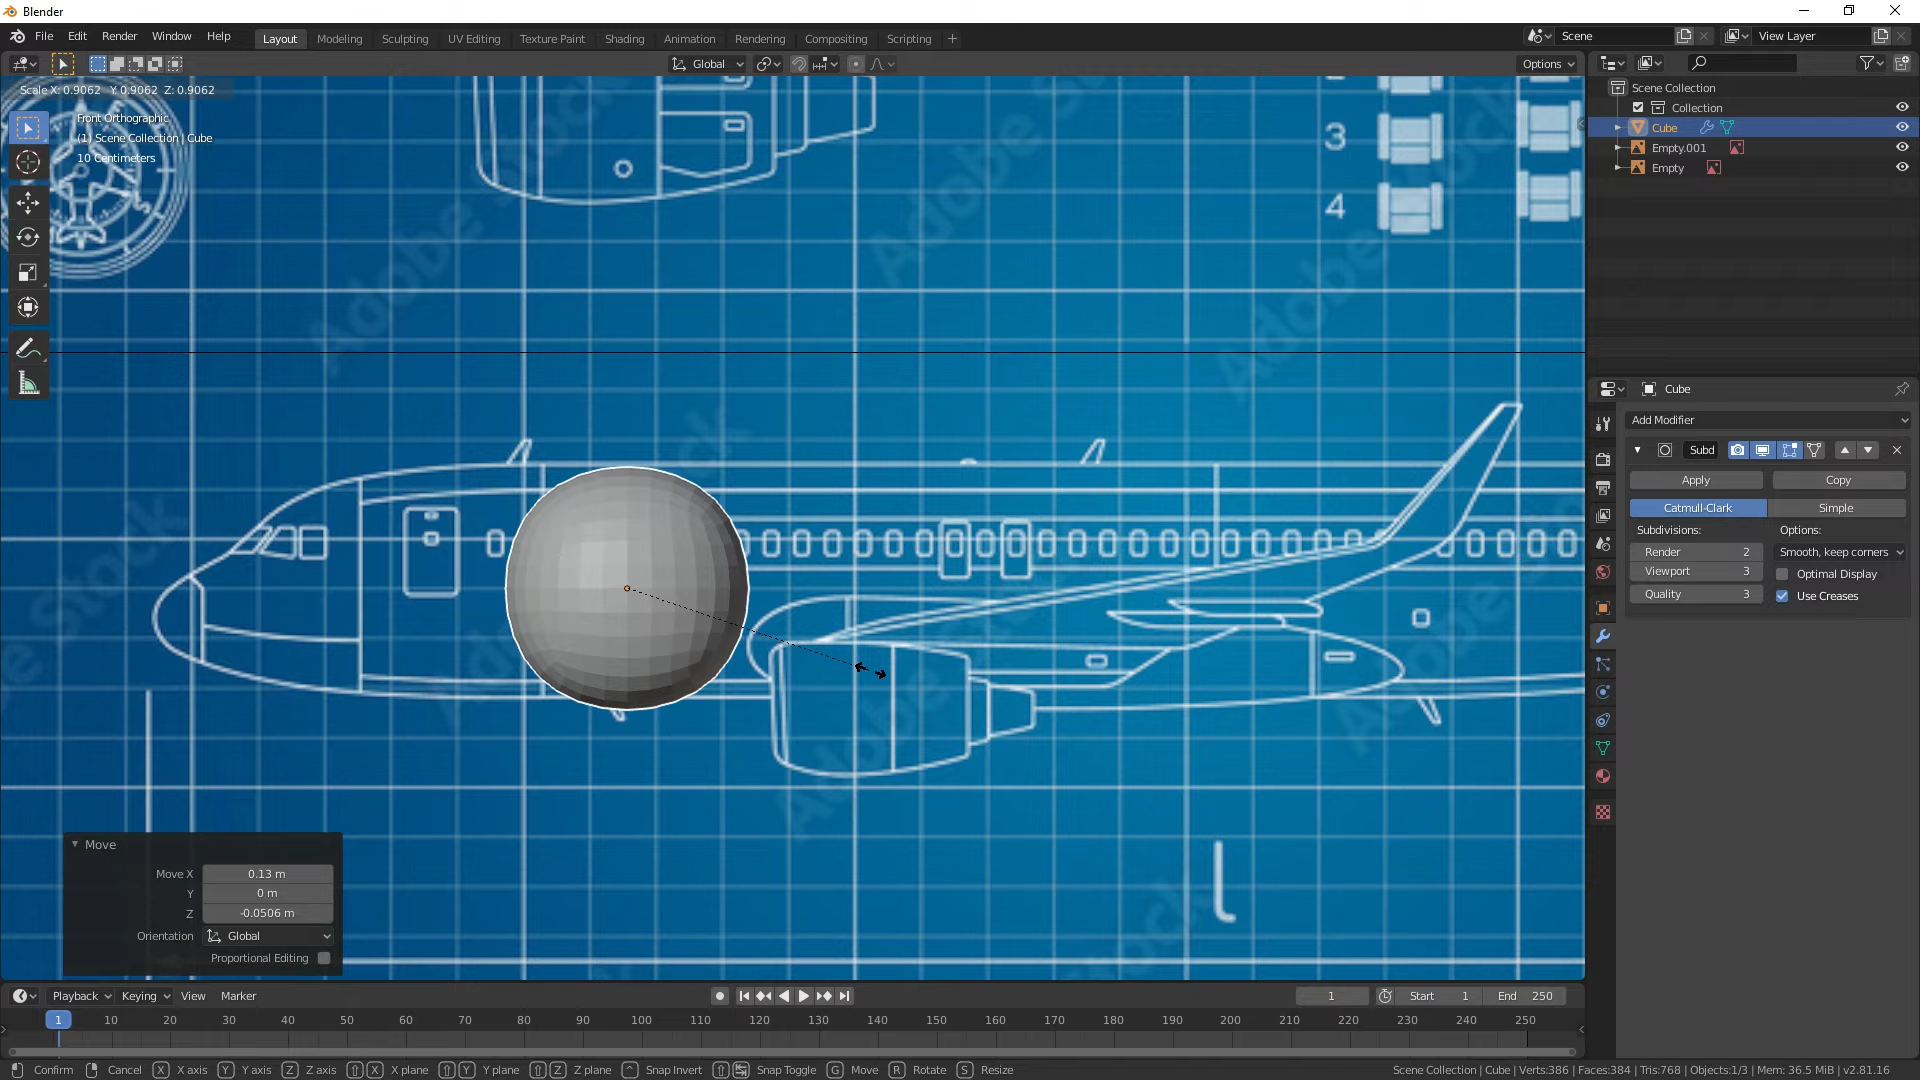 Blender
File Edit Render Window Help
Layout Modeling Sculpting UV Editing Texture Paint Shading Animation Rendering Compositing Scripting +
Scene
View Layer
Global
Options
Scale X: 0.9062 Y: 0.9062 Z: 0.9062
Front Orthographic
(1) Scene Collection | Cube
10 Centimeters
3
4
Adobe Stock
Scene Collection
Collection
Cube
Empty.001
Empty
Cube
Add Modifier
Subd
Apply Copy
Catmull-Clark Simple
Subdivisions: Options:
Render 2 Smooth, keep corners
Viewport 3 Optimal Display
Quality 3 Use Creases
Move
Move X 0.13 m
Y 0 m
Z -0.0506 m
Orientation Global
Proportional Editing
Playback Keying View Marker
1 Start 1 End 250
1 10 20 30 40 50 60 70 80 90 100 110 120 130 140 150 160 170 180 190 200 210 220 230 240 250
Confirm Cancel X X axis Y Y axis Z Z axis X X plane Y Y plane Z Z plane Snap Invert Snap Toggle G Move R Rotate S Resize
Scene Collection | Cube | Verts:386 | Faces:384 | Tris:768 | Objects:1/3 | Mem: 36.5 MiB | v2.81.16